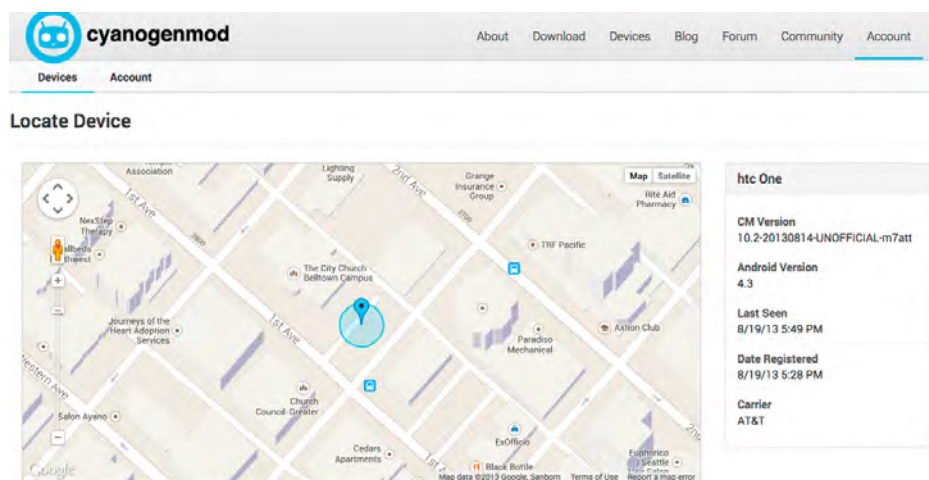 cyanogenmod
About Download Devices Blog Forum Community Account
Devices Account
Locate Device
Association
Lighting
Supply
2nd Ave
Grange
Insurance
Group
Map Satellite
Rite Aid
Pharmacy
1st Ave
NexStep
Therapy
TRF Pacific
The City Church
Belltown Campus
Journeys of the
Heart Adoption
Services
1st Ave
Paradiso
Mechanical
Axtion Club
Western Ave
Church
Council-Greater
Salon Ayano
ExOfficio
Cedars
Apartments
Euphorico
Seattle
Black Bottle
Google
Map data ©2013 Google, Sanborn Terms of Use Report a map error
htc One
CM Version
10.2-20130814-UNOFFICIAL-m7att
Android Version
4.3
Last Seen
8/19/13 5:49 PM
Date Registered
8/19/13 5:28 PM
Carrier
AT&T